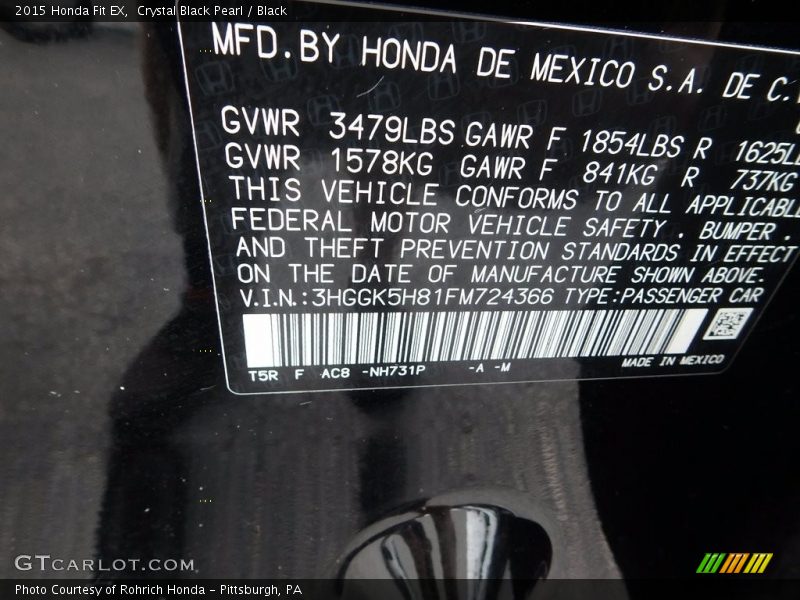 2015 Honda Fit EX, Crystal Black Pearl / Black
MFD.BY HONDA DE MEXICO S.A. DE C.V
GVWR 3479LBS GAWR F 1854LBS R 1625LB
GVWR 1578KG GAWR F 841KG R 737KG
THIS VEHICLE CONFORMS TO ALL APPLICABLE
FEDERAL MOTOR VEHICLE SAFETY . BUMPER .
AND THEFT PREVENTION STANDARDS IN EFFECT
ON THE DATE OF MANUFACTURE SHOWN ABOVE.
V.I.N.:3HGGK5H81FM724366 TYPE:PASSENGER CAR
T5R F AC8 -NH731P -A -M MADE IN MEXICO
GTCARLOT.COM
Photo Courtesy of Rohrich Honda - Pittsburgh, PA